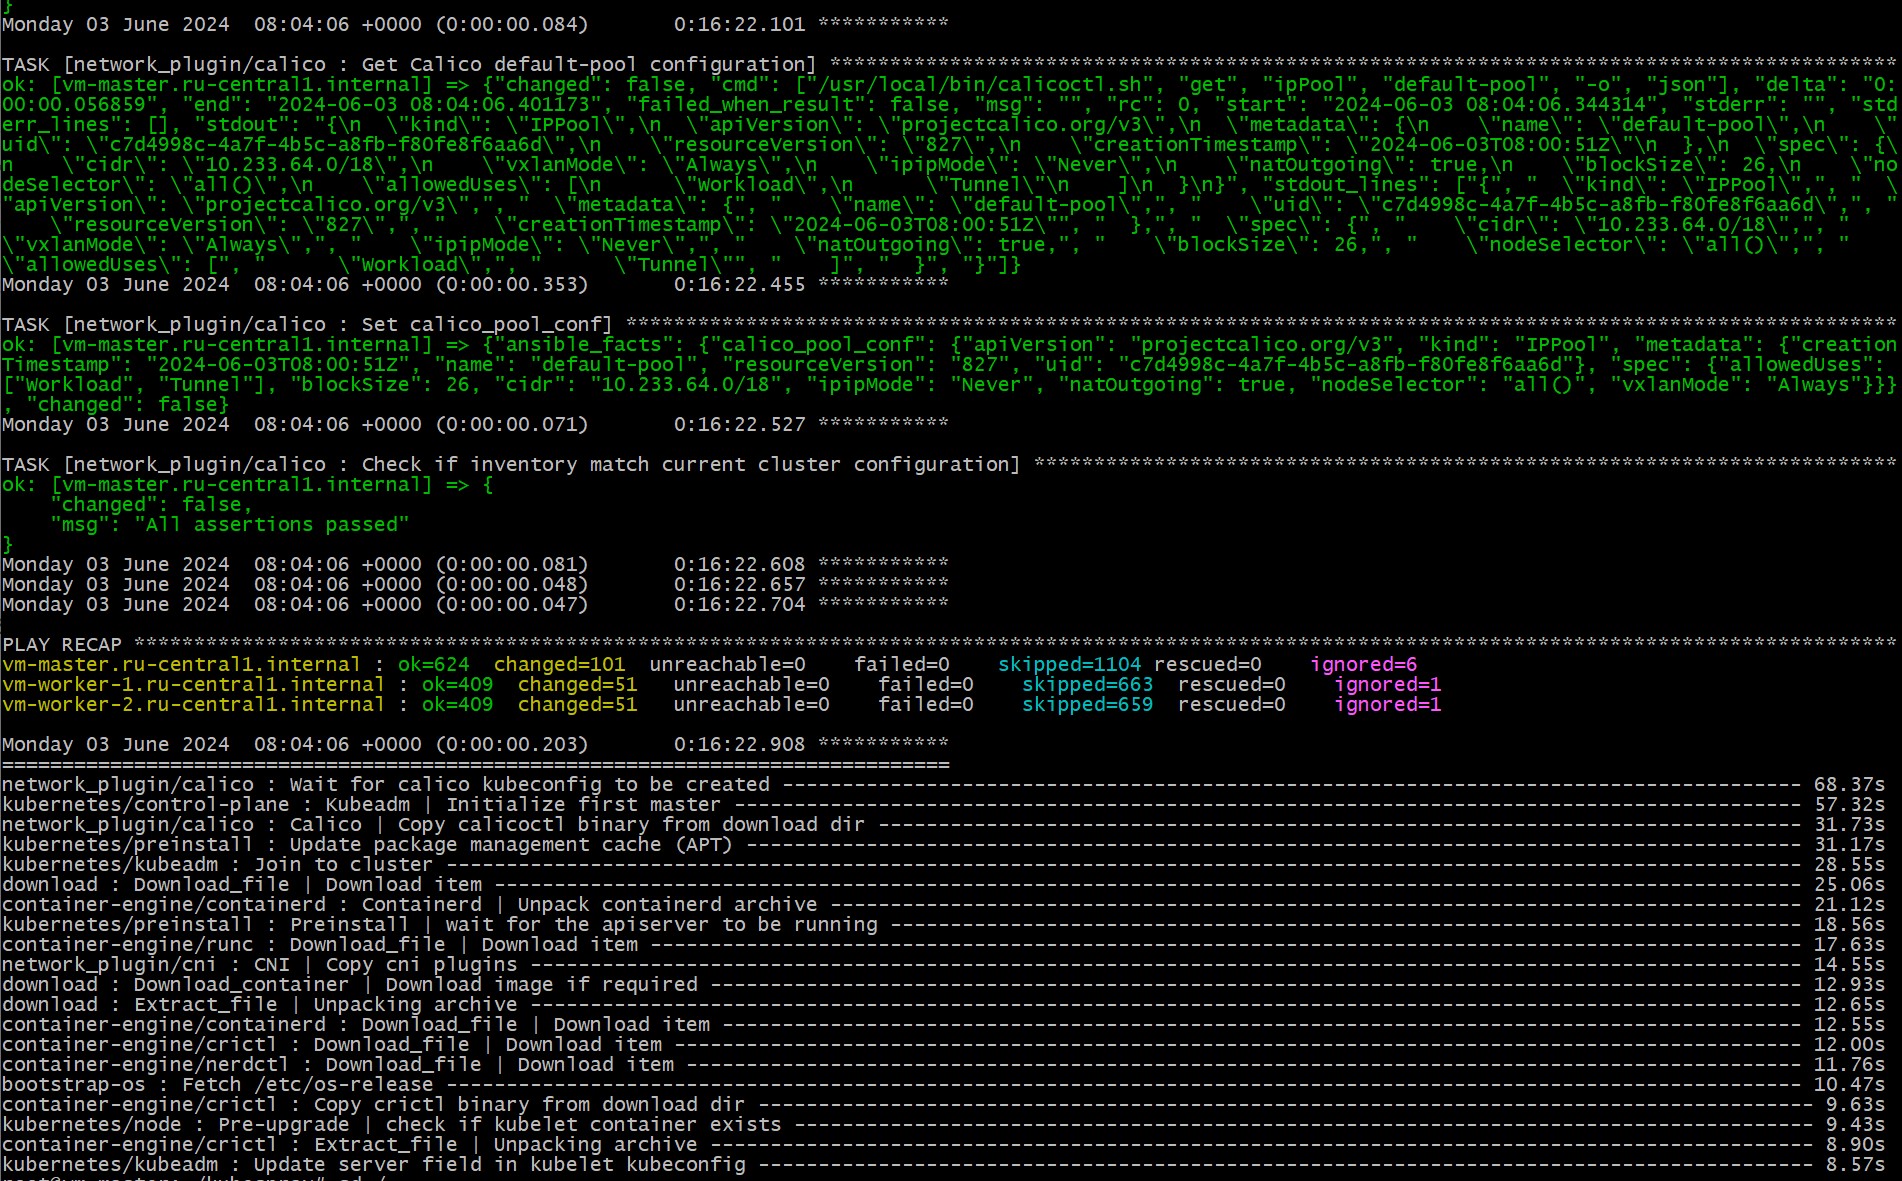 }
Monday 03 June 2024  08:04:06 +0000 (0:00:00.084)       0:16:22.101 ***********
TASK [network_plugin/calico : Get Calico default-pool configuration] *****************************************************************************************
ok: [vm-master.ru-central1.internal] => {"changed": false, "cmd": ["/usr/local/bin/calicoctl.sh", "get", "ipPool", "default-pool", "-o", "json"], "delta": "0:
00:00.056859", "end": "2024-06-03 08:04:06.401173", "failed_when_result": false, "msg": "", "rc": 0, "start": "2024-06-03 08:04:06.344314", "stderr": "", "std
err_lines": [], "stdout": "{\n  \"kind\": \"IPPool\",\n  \"apiVersion\": \"projectcalico.org/v3\",\n  \"metadata\": {\n    \"name\": \"default-pool\",\n    \"
uid\": \"c7d4998c-4a7f-4b5c-a8fb-f80fe8f6aa6d\",\n    \"resourceVersion\": \"827\",\n    \"creationTimestamp\": \"2024-06-03T08:00:51Z\"\n  },\n  \"spec\": {\
n    \"cidr\": \"10.233.64.0/18\",\n    \"vxlanMode\": \"Always\",\n    \"ipipMode\": \"Never\",\n    \"natOutgoing\": true,\n    \"blockSize\": 26,\n    \"no
deSelector\": \"all()\",\n    \"allowedUses\": [\n      \"Workload\",\n      \"Tunnel\"\n    ]\n  }\n}", "stdout_lines": ["{", "  \"kind\": \"IPPool\",", "  \
"apiVersion\": \"projectcalico.org/v3\",", "  \"metadata\": {", "    \"name\": \"default-pool\",", "    \"uid\": \"c7d4998c-4a7f-4b5c-a8fb-f80fe8f6aa6d\",", "
    \"resourceVersion\": \"827\",", "    \"creationTimestamp\": \"2024-06-03T08:00:51Z\"", "  },", "  \"spec\": {", "    \"cidr\": \"10.233.64.0/18\",", "
\"vxlanMode\": \"Always\",", "    \"ipipMode\": \"Never\",", "    \"natOutgoing\": true,", "    \"blockSize\": 26,", "    \"nodeSelector\": \"all()\",", "
\"allowedUses\": [", "      \"Workload\",", "      \"Tunnel\"", "    ]", "  }", "}"]}
Monday 03 June 2024  08:04:06 +0000 (0:00:00.353)       0:16:22.455 ***********
TASK [network_plugin/calico : Set calico_pool_conf] **********************************************************************************************************
ok: [vm-master.ru-central1.internal] => {"ansible_facts": {"calico_pool_conf": {"apiVersion": "projectcalico.org/v3", "kind": "IPPool", "metadata": {"creation
Timestamp": "2024-06-03T08:00:51Z", "name": "default-pool", "resourceVersion": "827", "uid": "c7d4998c-4a7f-4b5c-a8fb-f80fe8f6aa6d"}, "spec": {"allowedUses":
["Workload", "Tunnel"], "blockSize": 26, "cidr": "10.233.64.0/18", "ipipMode": "Never", "natOutgoing": true, "nodeSelector": "all()", "vxlanMode": "Always"}}}
, "changed": false}
Monday 03 June 2024  08:04:06 +0000 (0:00:00.071)       0:16:22.527 ***********
TASK [network_plugin/calico : Check if inventory match current cluster configuration] ************************************************************************
ok: [vm-master.ru-central1.internal] => {
    "changed": false,
    "msg": "All assertions passed"
}
Monday 03 June 2024  08:04:06 +0000 (0:00:00.081)       0:16:22.608 ***********
Monday 03 June 2024  08:04:06 +0000 (0:00:00.048)       0:16:22.657 ***********
Monday 03 June 2024  08:04:06 +0000 (0:00:00.047)       0:16:22.704 ***********
PLAY RECAP ***************************************************************************************************************************************************
vm-master.ru-central1.internal : ok=624  changed=101  unreachable=0    failed=0    skipped=1104 rescued=0    ignored=6
vm-worker-1.ru-central1.internal : ok=409  changed=51   unreachable=0    failed=0    skipped=663  rescued=0    ignored=1
vm-worker-2.ru-central1.internal : ok=409  changed=51   unreachable=0    failed=0    skipped=659  rescued=0    ignored=1
Monday 03 June 2024  08:04:06 +0000 (0:00:00.203)       0:16:22.908 ***********
===============================================================================
network_plugin/calico : Wait for calico kubeconfig to be created ------------------------------------------------------------------------------------- 68.37s
kubernetes/control-plane : Kubeadm | Initialize first master ----------------------------------------------------------------------------------------- 57.32s
network_plugin/calico : Calico | Copy calicoctl binary from download dir ----------------------------------------------------------------------------- 31.73s
kubernetes/preinstall : Update package management cache (APT) ---------------------------------------------------------------------------------------- 31.17s
kubernetes/kubeadm : Join to cluster ----------------------------------------------------------------------------------------------------------------- 28.55s
download : Download_file | Download item ------------------------------------------------------------------------------------------------------------- 25.06s
container-engine/containerd : Containerd | Unpack containerd archive --------------------------------------------------------------------------------- 21.12s
kubernetes/preinstall : Preinstall | wait for the apiserver to be running ---------------------------------------------------------------------------- 18.56s
container-engine/runc : Download_file | Download item ------------------------------------------------------------------------------------------------ 17.63s
network_plugin/cni : CNI | Copy cni plugins ---------------------------------------------------------------------------------------------------------- 14.55s
download : Download_container | Download image if required ------------------------------------------------------------------------------------------- 12.93s
download : Extract_file | Unpacking archive ---------------------------------------------------------------------------------------------------------- 12.65s
container-engine/containerd : Download_file | Download item ------------------------------------------------------------------------------------------ 12.55s
container-engine/crictl : Download_file | Download item ---------------------------------------------------------------------------------------------- 12.00s
container-engine/nerdctl : Download_file | Download item --------------------------------------------------------------------------------------------- 11.76s
bootstrap-os : Fetch /etc/os-release ----------------------------------------------------------------------------------------------------------------- 10.47s
container-engine/crictl : Copy crictl binary from download dir ---------------------------------------------------------------------------------------- 9.63s
kubernetes/node : Pre-upgrade | check if kubelet container exists ------------------------------------------------------------------------------------- 9.43s
container-engine/crictl : Extract_file | Unpacking archive -------------------------------------------------------------------------------------------- 8.90s
kubernetes/kubeadm : Update server field in kubelet kubeconfig ---------------------------------------------------------------------------------------- 8.57s